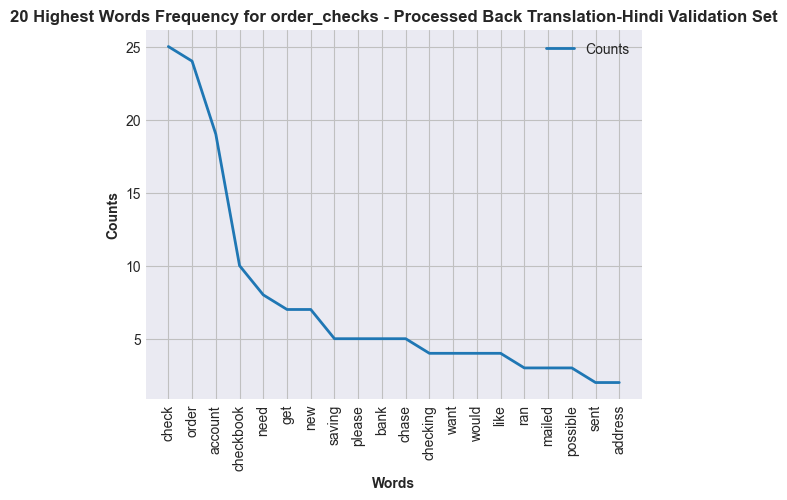 20 Highest Words Frequency for order_checks - Processed Back Translation-Hindi Validation Set
Counts
25
20
15
10
5
Counts
check
order
account
checkbook
need
get
new
saving
please
bank
chase
checking
want
would
like
ran
mailed
possible
sent
address
Words